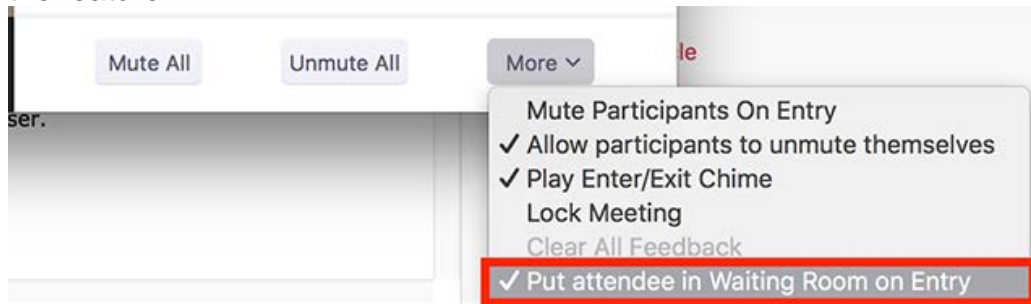 Mute All
Unmute All
More
le
ser.
Mute Participants On Entry
✓ Allow participants to unmute themselves
✓ Play Enter/Exit Chime
Lock Meeting
Clear All Feedback
✓ Put attendee in Waiting Room on Entry